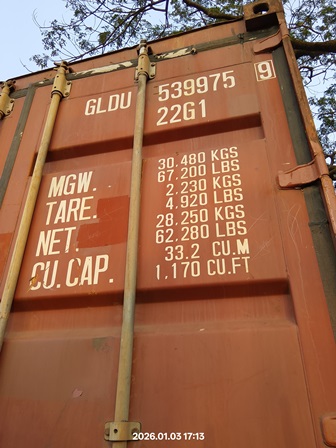 GLDU 539975 9
22G1
MGW. 30.480 KGS
67,200 LBS
TARE. 2.230 KGS
4.920 LBS
NET. 28,250 KGS
62,280 LBS
CU.CAP. 33.2 CU.M
1,170 CU.FT
2026.01.03 17:13